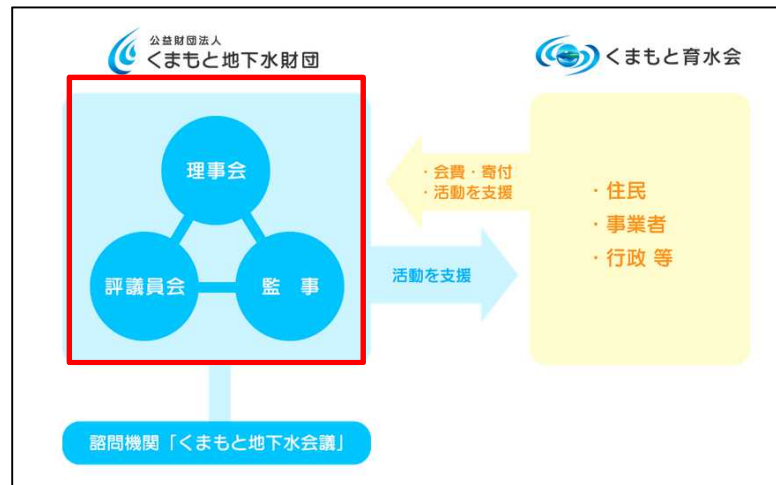 公益財団法人
くまもと地下水財団
くまもと育水会
理事会
評議員会
監　事
・会費・寄付
・活動を支援
活動を支援
・住民
・事業者
・行政 等
諮問機関「くまもと地下水会議」